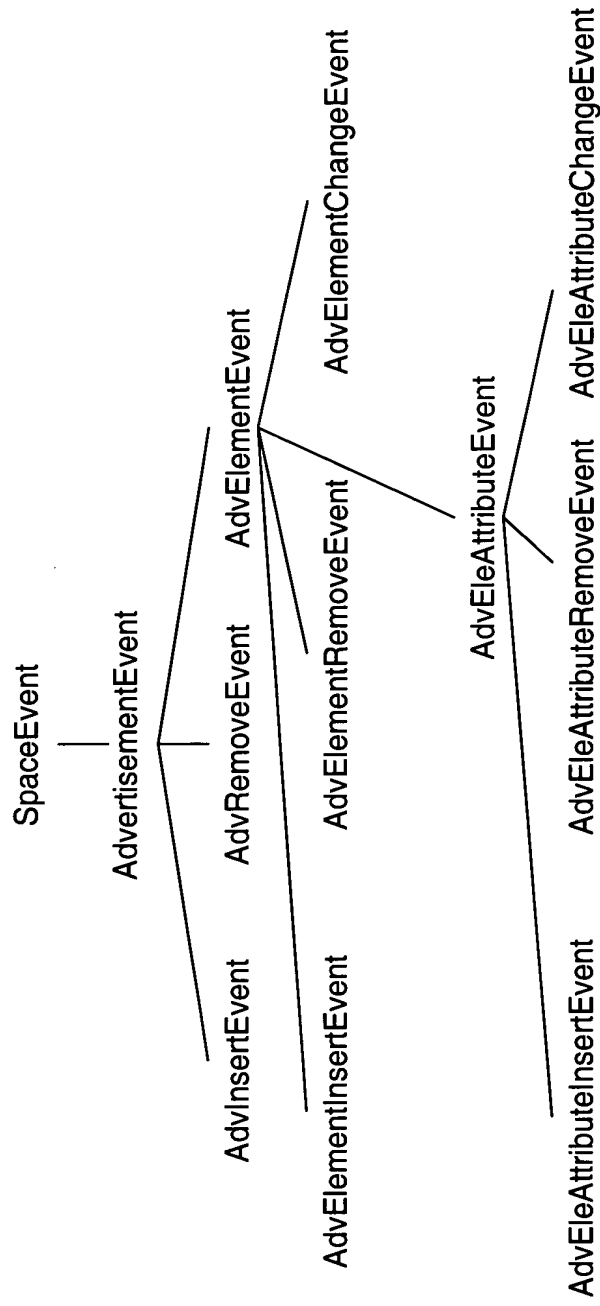 SpaceEvent
AdvertisementEvent
AdvInsertEvent
AdvRemoveEvent
AdvElementEvent
AdvElementInsertEvent
AdvElementRemoveEvent
AdvElementChangeEvent
AdvEleAttributeEvent
AdvEleAttributeInsertEvent
AdvEleAttributeRemoveEvent
AdvEleAttributeChangeEvent